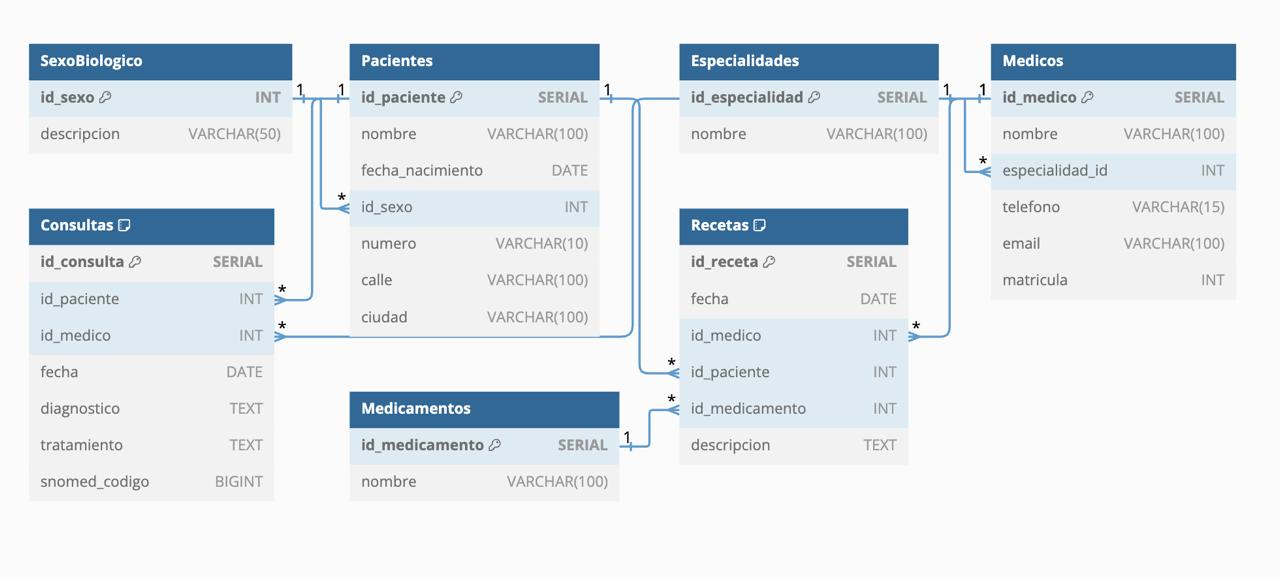 SexoBiologico
id_sexo INT
descripcion VARCHAR(50)
Pacientes
id_paciente SERIAL
nombre VARCHAR(100)
fecha_nacimiento DATE
id_sexo INT
numero VARCHAR(10)
calle VARCHAR(100)
ciudad VARCHAR(100)
Especialidades
id_especialidad SERIAL
nombre VARCHAR(100)
Medicos
id_medico SERIAL
nombre VARCHAR(100)
especialidad_id INT
telefono VARCHAR(15)
email VARCHAR(100)
matricula INT
Consultas
id_consulta SERIAL
id_paciente INT
id_medico INT
fecha DATE
diagnostico TEXT
tratamiento TEXT
snomed_codigo BIGINT
Medicamentos
id_medicamento SERIAL
nombre VARCHAR(100)
Recetas
id_receta SERIAL
fecha DATE
id_medico INT
id_paciente INT
id_medicamento INT
descripcion TEXT
1
1
1
1
1
1
*
*
*
*
*
*
*